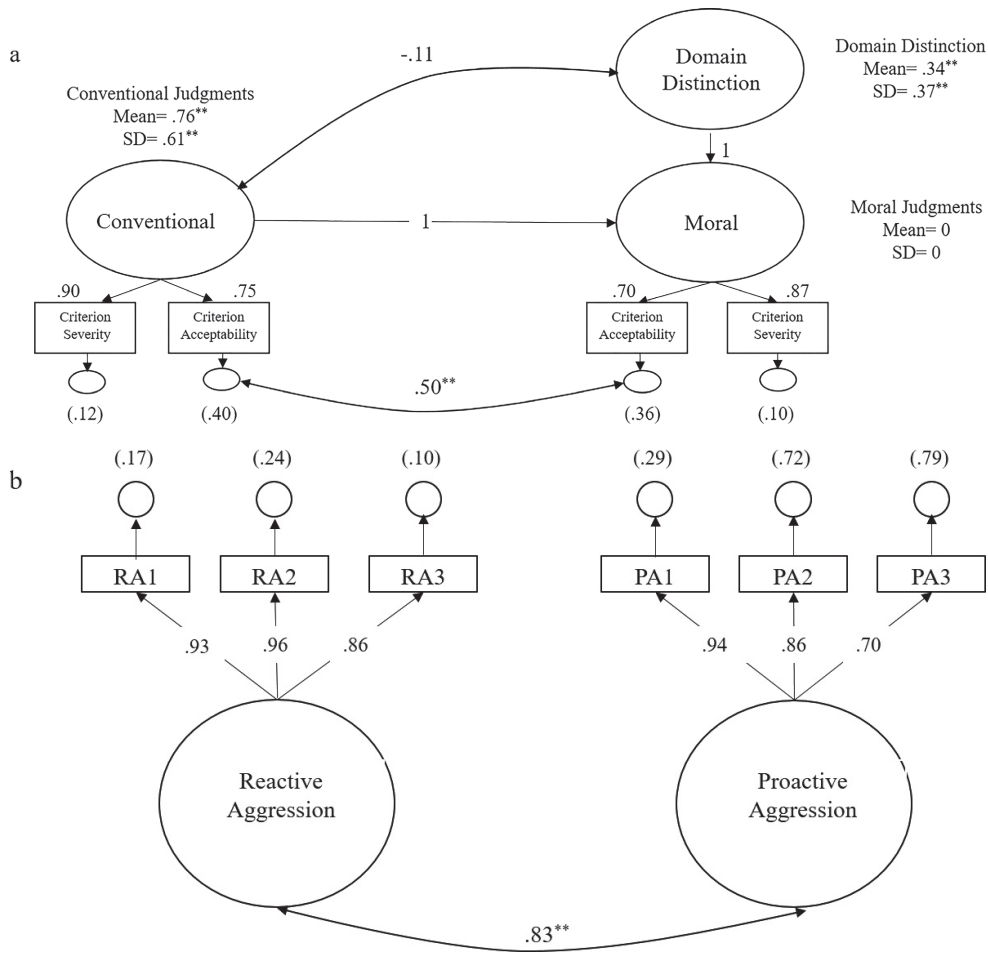 a
-.11
Domain
Distinction
Domain Distinction
Mean= .34**
SD= .37**
Conventional Judgments
Mean= .76**
SD= .61**
1
Conventional
1
Moral
Moral Judgments
Mean= 0
SD= 0
.90
.75
.70
.87
Criterion
Severity
Criterion
Acceptability
Criterion
Acceptability
Criterion
Severity
.50**
(.12)
(.40)
(.36)
(.10)
b
(.17)
(.24)
(.10)
(.29)
(.72)
(.79)
RA1
RA2
RA3
PA1
PA2
PA3
.93
.96
.86
.94
.86
.70
Reactive
Aggression
Proactive
Aggression
.83**